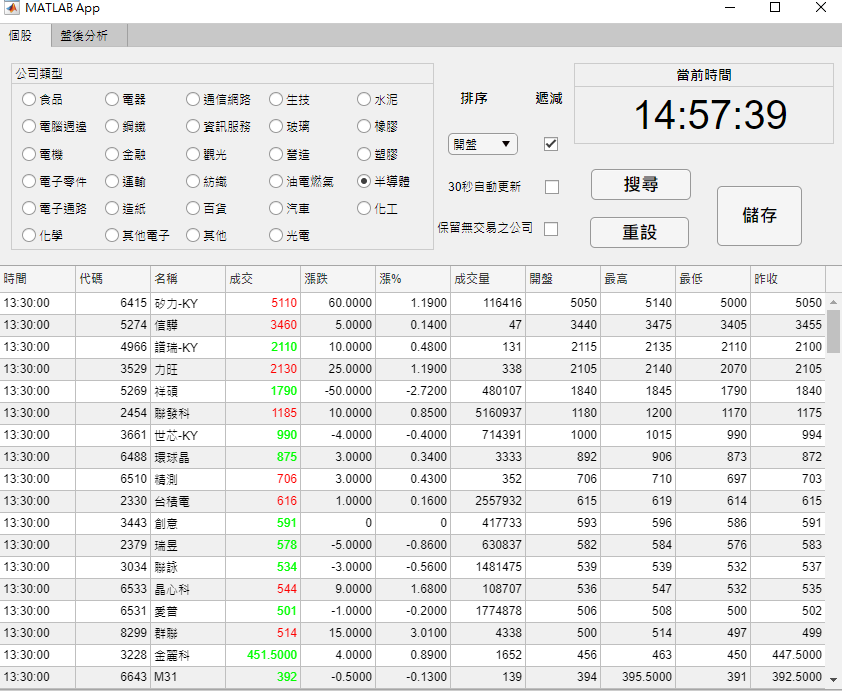 MATLAB App
個股 盤後分析
公司類型
食品 電器 通信網路 生技 水泥
電腦週邊 鋼鐵 資訊服務 玻璃 橡膠
電機 金融 觀光 營造 塑膠
電子零件 運輸 紡織 油電燃氣 半導體
電子通路 造紙 百貨 汽車 化工
化學 其他電子 其他 光電
排序 遞減
開盤
30秒自動更新
保留無交易之公司
當前時間
14:57:39
搜尋
重設
儲存
時間 代碼 名稱 成交 漲跌 漲% 成交量 開盤 最高 最低 昨收
13:30:00 6415 矽力-KY 5110 60.0000 1.1900 116416 5050 5140 5000 5050
13:30:00 5274 信驊 3460 5.0000 0.1400 47 3440 3475 3405 3455
13:30:00 4966 譜瑞-KY 2110 10.0000 0.4800 131 2115 2135 2110 2100
13:30:00 3529 力旺 2130 25.0000 1.1900 338 2105 2140 2070 2105
13:30:00 5269 祥碩 1790 -50.0000 -2.7200 480107 1840 1845 1790 1840
13:30:00 2454 聯發科 1185 10.0000 0.8500 5160937 1180 1200 1170 1175
13:30:00 3661 世芯-KY 990 -4.0000 -0.4000 714391 1000 1015 990 994
13:30:00 6488 環球晶 875 3.0000 0.3400 3333 892 906 873 872
13:30:00 6510 精測 706 3.0000 0.4300 352 706 710 697 703
13:30:00 2330 台積電 616 1.0000 0.1600 2557932 615 619 614 615
13:30:00 3443 創意 591 0 0 417733 593 596 586 591
13:30:00 2379 瑞昱 578 -5.0000 -0.8600 630837 582 584 576 583
13:30:00 3034 聯詠 534 -3.0000 -0.5600 1481475 539 539 532 537
13:30:00 6533 晶心科 544 9.0000 1.6800 108707 536 547 532 535
13:30:00 6531 愛普 501 -1.0000 -0.2000 1774878 506 508 500 502
13:30:00 8299 群聯 514 15.0000 3.0100 4338 500 514 497 499
13:30:00 3228 金麗科 451.5000 4.0000 0.8900 1652 456 463 450 447.5000
13:30:00 6643 M31 392 -0.5000 -0.1300 139 394 395.5000 391 392.5000